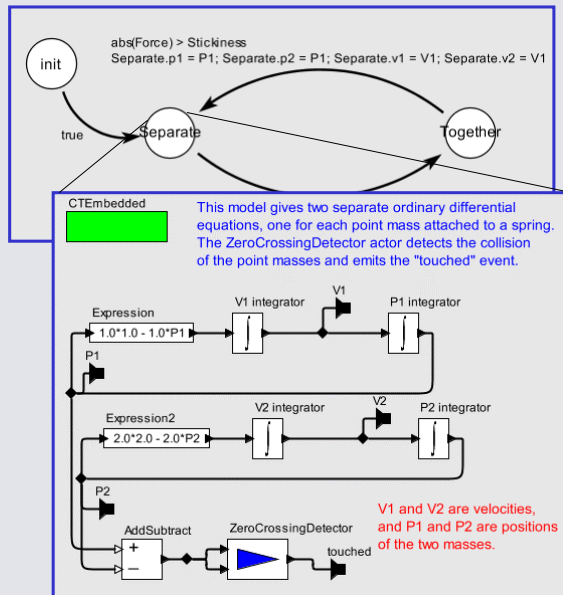 init
abs(Force) > Stickiness
Separate.p1 = P1; Separate.p2 = P1; Separate.v1 = V1; Separate.v2 = V1
true
Separate
Together
CTEmbedded
This model gives two separate ordinary differential
equations, one for each point mass attached to a spring.
The ZeroCrossingDetector actor detects the collision
of the point masses and emits the "touched" event.
V1
Expression
V1 integrator
P1 integrator
1.0*1.0 - 1.0*P1
∫
∫
P1
V2
Expression2
V2 integrator
P2 integrator
2.0*2.0 - 2.0*P2
∫
∫
P2
V1 and V2 are velocities,
and P1 and P2 are positions
of the two masses.
AddSubtract
ZeroCrossingDetector
+
−
touched